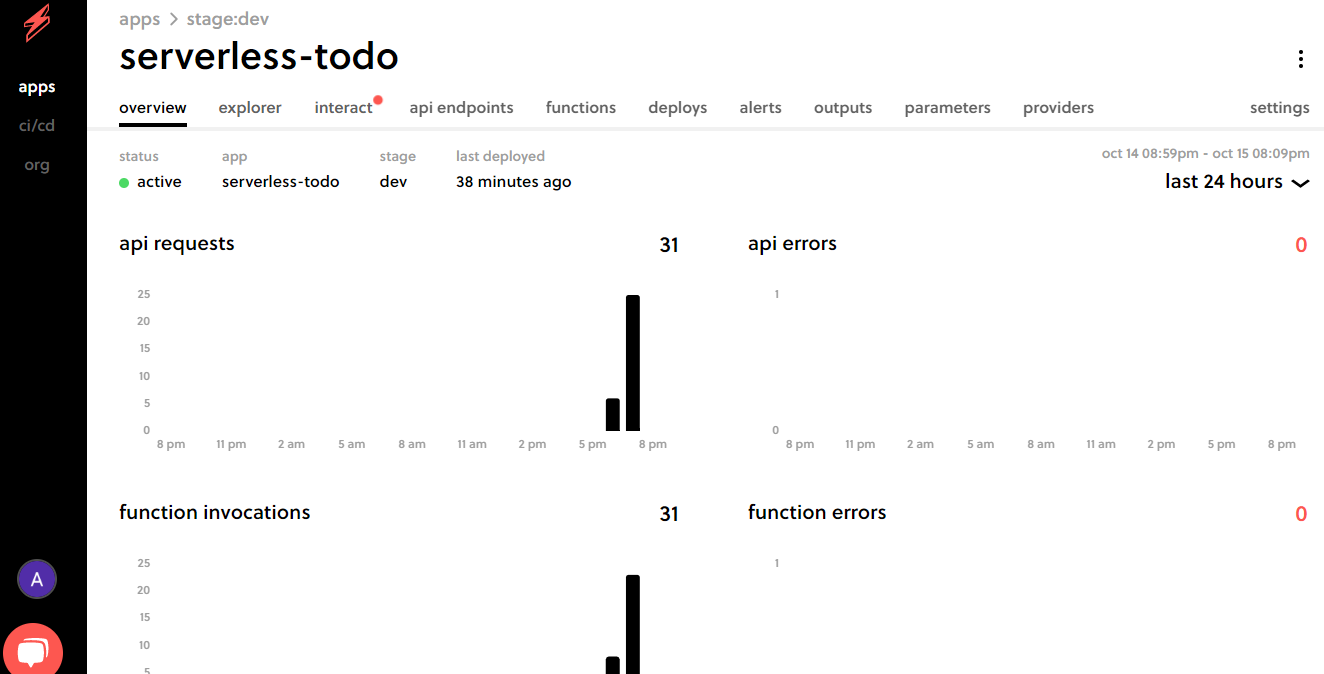 apps > stage:dev
serverless-todo
apps
ci/cd
org
overview explorer interact api endpoints functions deploys alerts outputs parameters providers settings
status app stage last deployed oct 14 08:59pm - oct 15 08:09pm
active serverless-todo dev 38 minutes ago last 24 hours
api requests 31
25
20
15
10
5
0
8 pm 11 pm 2 am 5 am 8 am 11 am 2 pm 5 pm 8 pm
api errors 0
1
0
8 pm 11 pm 2 am 5 am 8 am 11 am 2 pm 5 pm 8 pm
function invocations 31
25
20
15
10
5
function errors 0
1
A